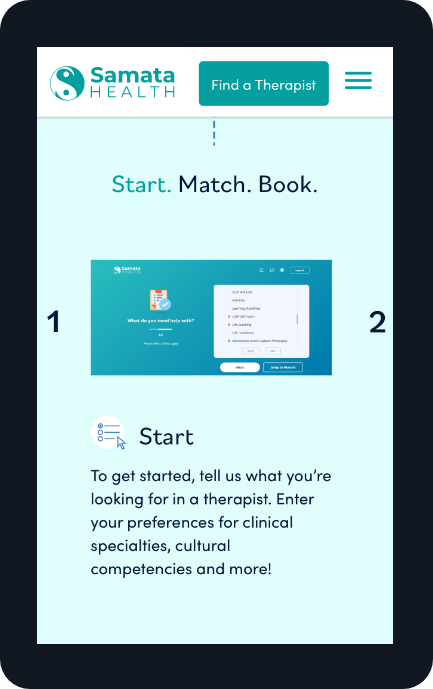 Samata
HEALTH
Find a Therapist
Start. Match. Book.
Samata
HEALTH
What do you need help with?
Learning Disabilities
LGBTQIA+ Topics
Life Coaching
Life Transitions
Mindfulness and/or Eastern Philosophy
Next
Jump to Results
1
2
Start
To get started, tell us what you’re
looking for in a therapist. Enter
your preferences for clinical
specialties, cultural
competencies and more!